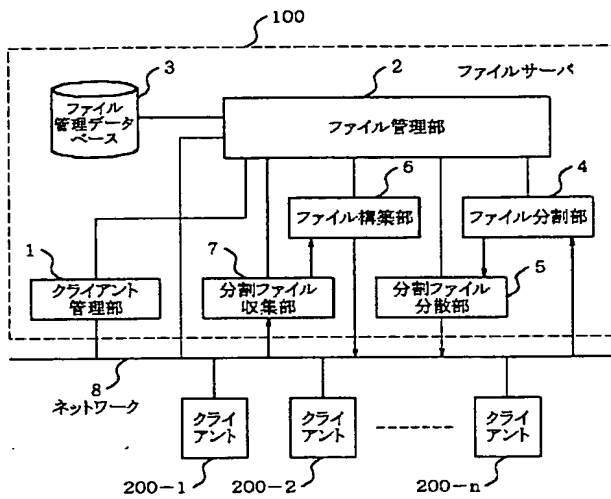 100
3
2
ファイルサーバ
ファイル
管理データ
ベース
ファイル管理部
6
4
ファイル構築部
ファイル分割部
1
7
5
クライアント
管理部
分割ファイル
収集部
分割ファイル
分散部
8
ネットワーク
クライ
アント
クライ
アント
クライ
アント
200-1
200-2
200-n